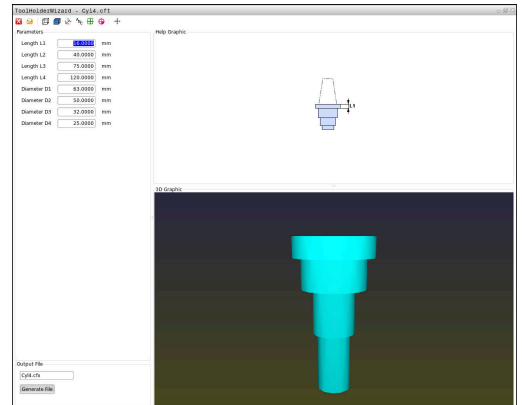 ToolHolderWizard - Cyl4.cft
Parameters
Length L1 mm
Length L2 40.0000 mm
Length L3 75.0000 mm
Length L4 120.0000 mm
Diameter D1 63.0000 mm
Diameter D2 50.0000 mm
Diameter D3 32.0000 mm
Diameter D4 25.0000 mm
Output File
Cyl4.cfx
Generate File
Help Graphic
L1
3D Graphic